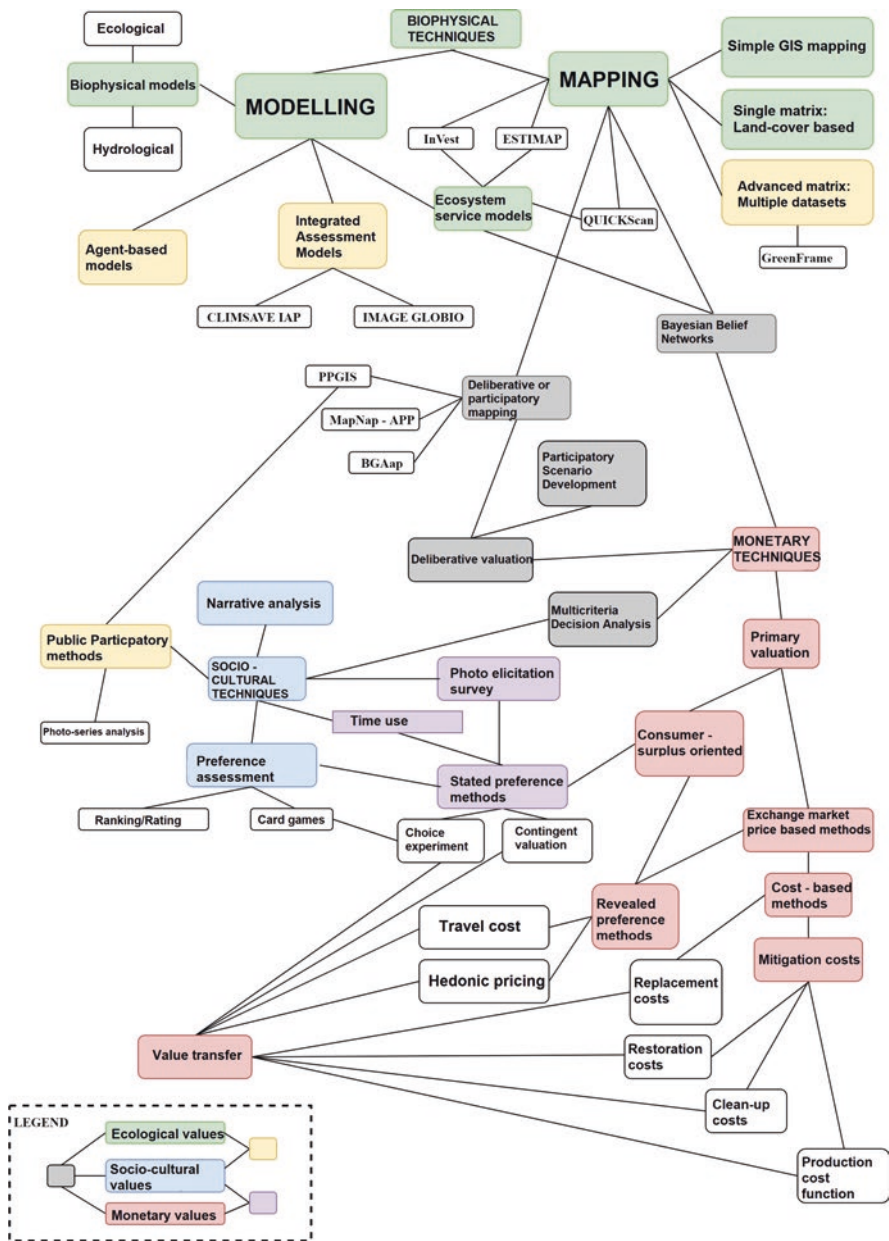 Ecological
BIOPHYSICAL
TECHNIQUES
Simple GIS mapping
Biophysical models
MODELLING
MAPPING
Single matrix:
Land-cover based
Hydrological
InVest
ESTIMAP
Advanced matrix:
Multiple datasets
Ecosystem
service models
QUICKScan
Agent-based
models
Integrated
Assessment
Models
GreenFrame
CLIMSAVE IAP
IMAGE GLOBIO
Bayesian Belief
Networks
PPGIS
Deliberative or
participatory
mapping
MapNap - APP
BGAap
Participatory
Scenario
Development
MONETARY
TECHNIQUES
Deliberative valuation
Narrative analysis
Multicriteria
Decision Analysis
Public Particpatory
methods
Primary
valuation
SOCIO -
CULTURAL
TECHNIQUES
Photo elicitation
survey
Photo-series analysis
Time use
Consumer -
surplus oriented
Preference
assessment
Stated preference
methods
Ranking/Rating
Card games
Choice
experiment
Contingent
valuation
Exchange market
price based methods
Cost - based
methods
Revealed
preference
methods
Travel cost
Mitigation costs
Hedonic pricing
Replacement
costs
Value transfer
Restoration
costs
Clean-up
costs
Production
cost
function
LEGEND
Ecological values
Socio-cultural
values
Monetary values